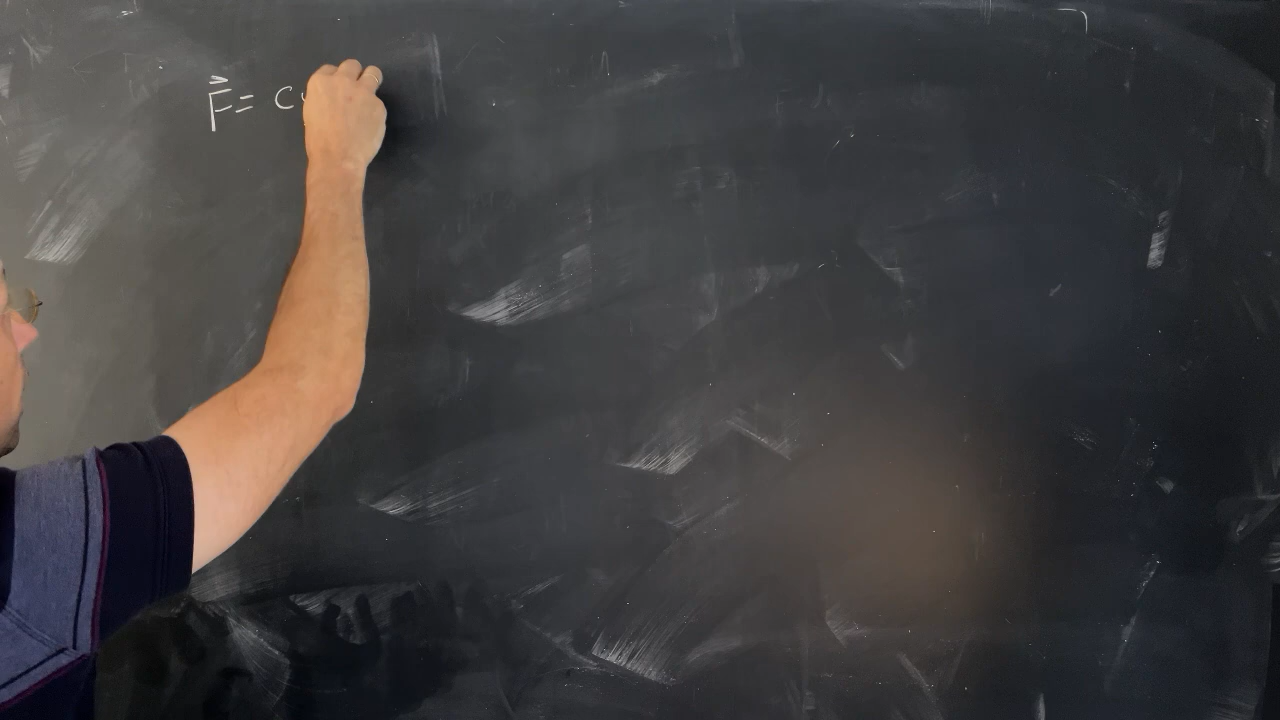 F⃗ = c